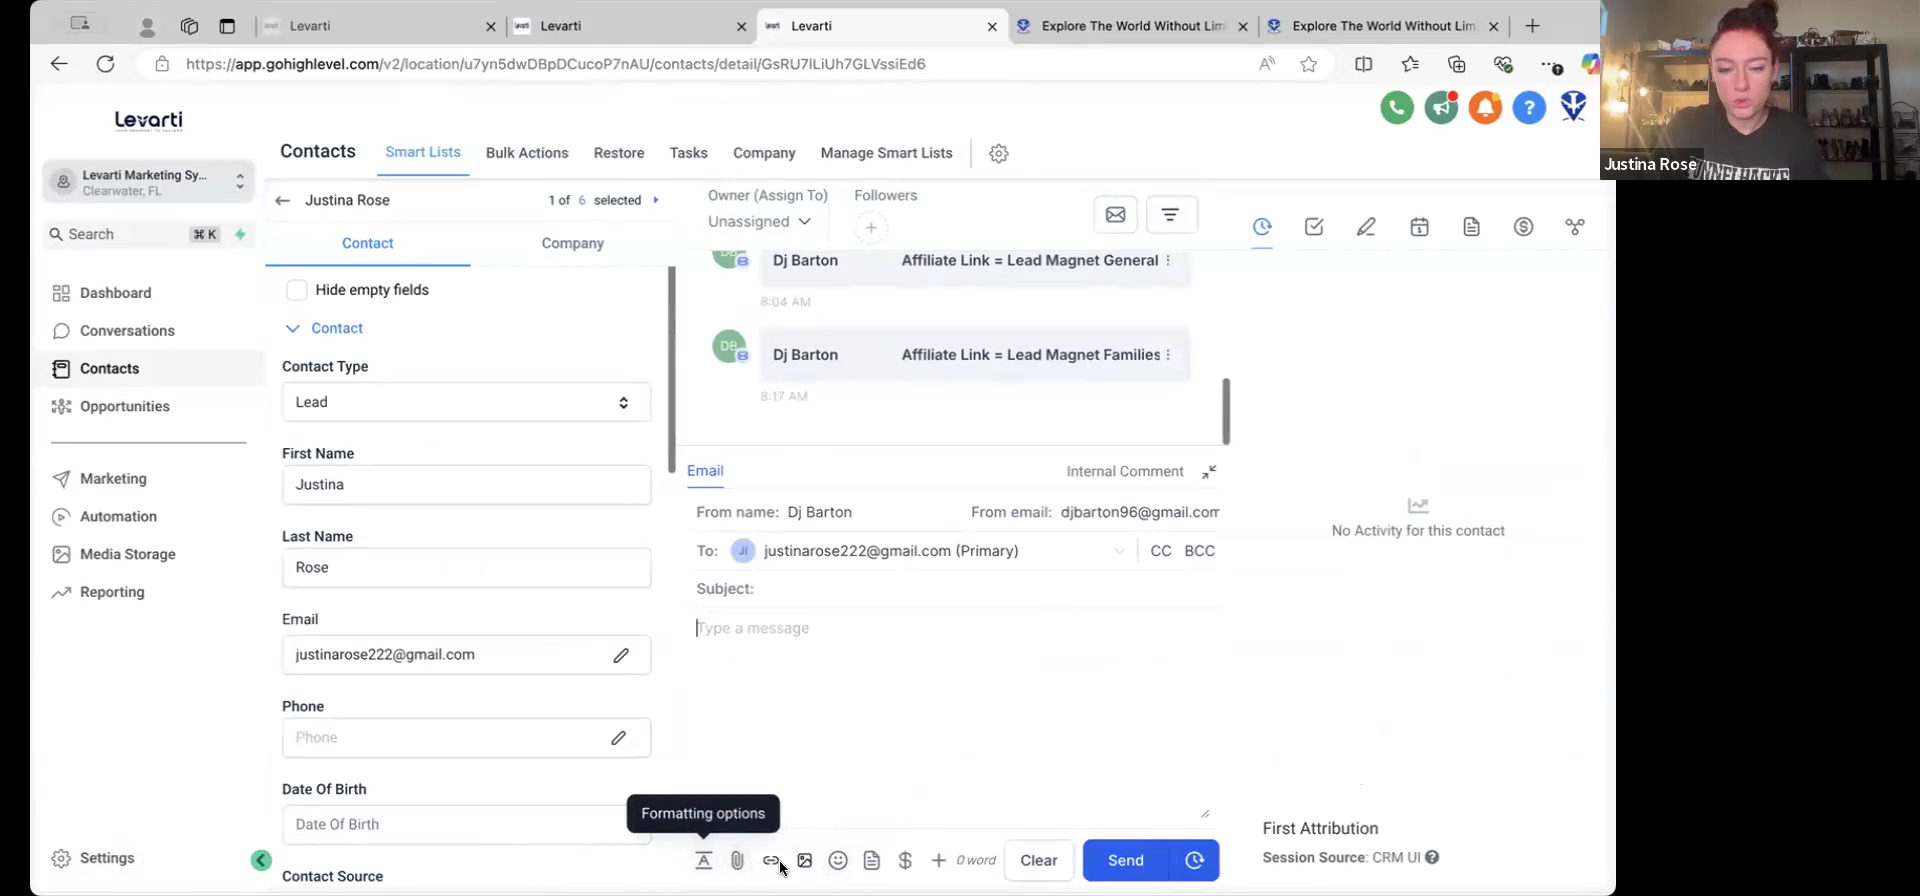 Levarti
Levarti
Levarti
Explore The World Without Lim
Explore The World Without Lim
https://app.gohighlevel.com/v2/location/u7yn5dwDBpDCucoP7nAU/contacts/detail/GsRU7lLiUh7GLVssiEd6
Justina Rose
Levarti
Contacts
Smart Lists
Bulk Actions
Restore
Tasks
Company
Manage Smart Lists
Levarti Marketing Sy...
Clearwater, FL
Search
⌘ K
Dashboard
Conversations
Contacts
Opportunities
Marketing
Automation
Media Storage
Reporting
Settings
Justina Rose
1 of 6 selected
Contact
Company
Hide empty fields
Contact
Contact Type
Lead
First Name
Justina
Last Name
Rose
Email
justinarose222@gmail.com
Phone
Phone
Date Of Birth
Date Of Birth
Contact Source
Owner (Assign To)
Unassigned
Followers
Dj Barton Affiliate Link = Lead Magnet General
8:04 AM
DB
Dj Barton Affiliate Link = Lead Magnet Families
8:17 AM
Email
Internal Comment
From name: Dj Barton
From email: djbarton96@gmail.com
To: JI justinarose222@gmail.com (Primary)
CC BCC
Subject:
Type a message
Formatting options
0 word
Clear
Send
No Activity for this contact
First Attribution
Session Source: CRM UI